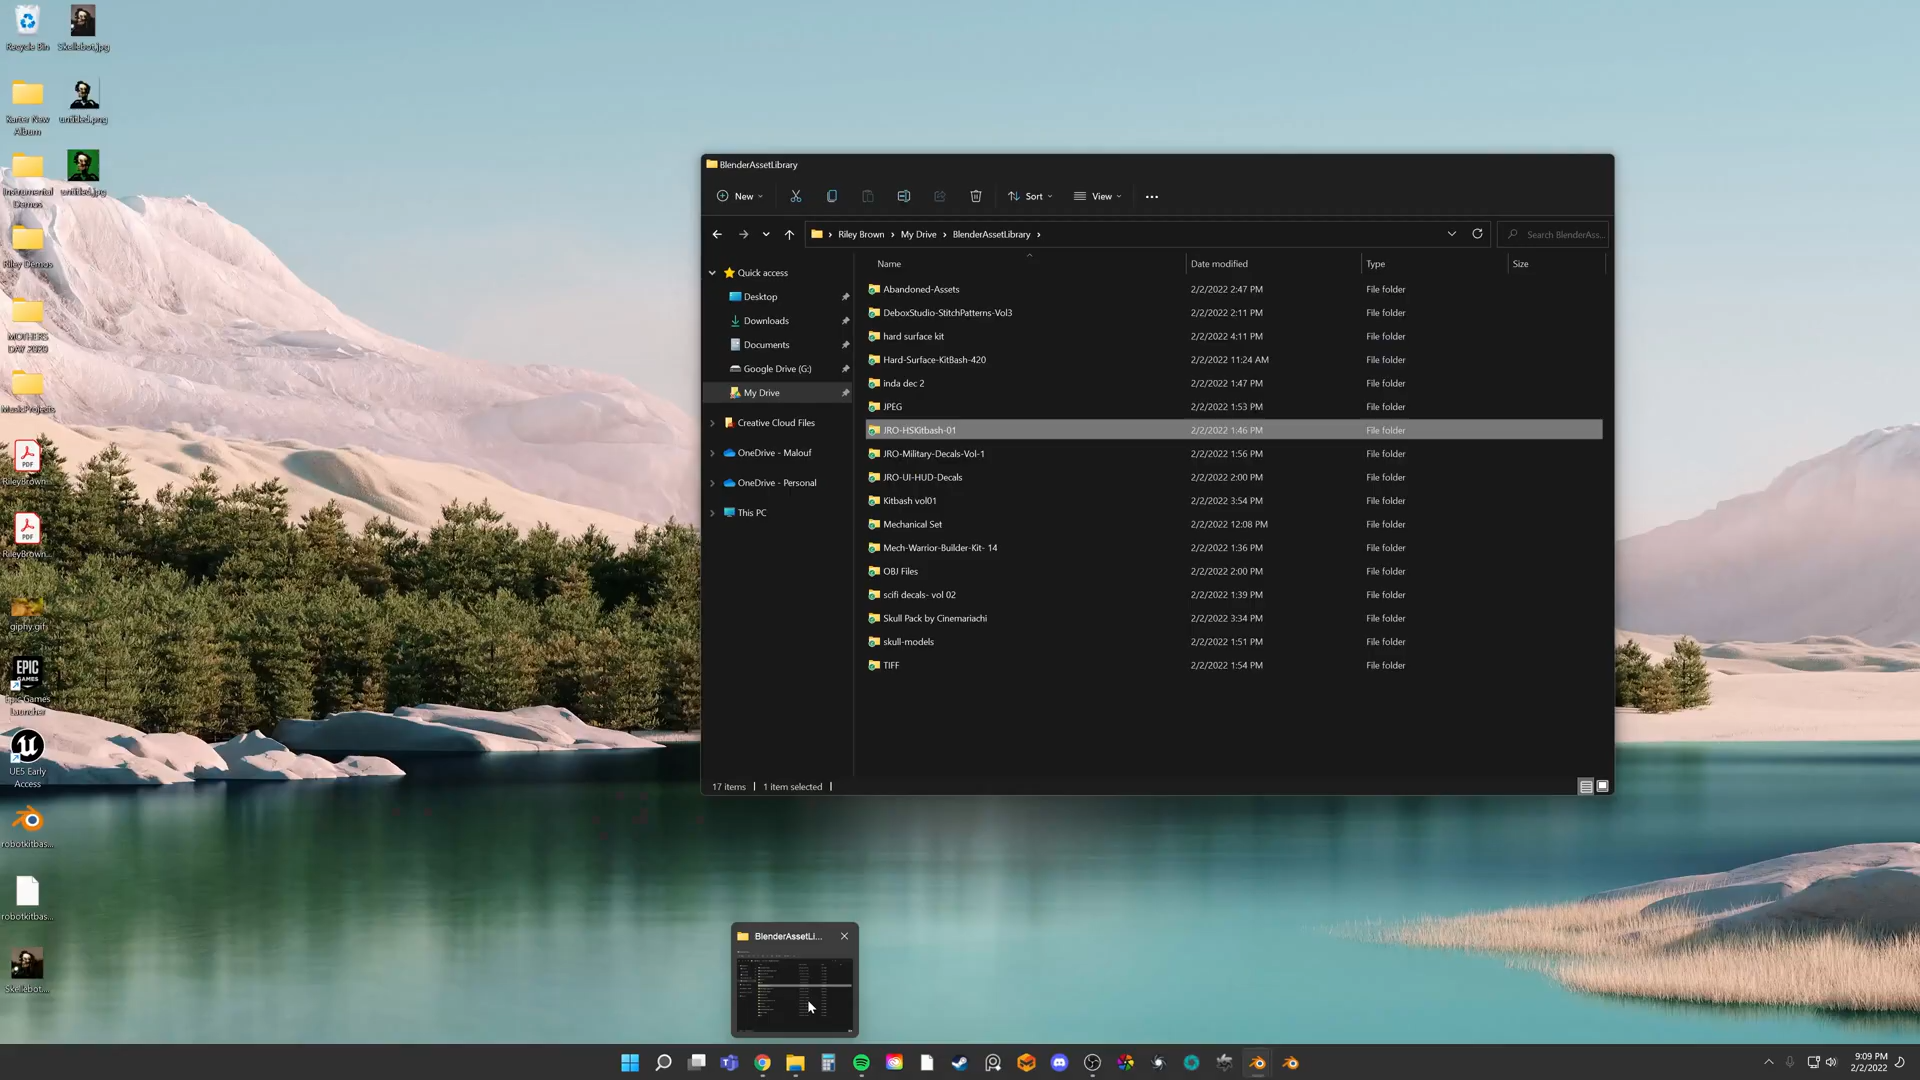 Recycle Bin
Skellebot.jpg
Karter New
Album
untitled.png
Instrumental
Demos
untitled.jpg
Riley Demos
MOTHERS
DAY 2020
MusicProjects
RileyBrown...
RileyBrown...
giphy.gif
Epic Games
Launcher
UE5 Early
Access
robotkitbas...
robotkitbas...
Skellebot...
BlenderAssetLibrary
New
Sort
View
Riley Brown > My Drive > BlenderAssetLibrary >
Search BlenderAss...
Quick access
Desktop
Downloads
Documents
Google Drive (G:)
My Drive
Creative Cloud Files
OneDrive - Malouf
OneDrive - Personal
This PC
Name Date modified Type Size
Abandoned-Assets 2/2/2022 2:47 PM File folder
DeboxStudio-StitchPatterns-Vol3 2/2/2022 2:11 PM File folder
hard surface kit 2/2/2022 4:11 PM File folder
Hard-Surface-KitBash-420 2/2/2022 11:24 AM File folder
inda dec 2 2/2/2022 1:47 PM File folder
JPEG 2/2/2022 1:53 PM File folder
JRO-HSKitbash-01 2/2/2022 1:46 PM File folder
JRO-Military-Decals-Vol-1 2/2/2022 1:56 PM File folder
JRO-UI-HUD-Decals 2/2/2022 2:00 PM File folder
Kitbash vol01 2/2/2022 3:54 PM File folder
Mechanical Set 2/2/2022 12:08 PM File folder
Mech-Warrior-Builder-Kit- 14 2/2/2022 1:36 PM File folder
OBJ Files 2/2/2022 2:00 PM File folder
scifi decals- vol 02 2/2/2022 1:39 PM File folder
Skull Pack by Cinemariachi 2/2/2022 3:34 PM File folder
skull-models 2/2/2022 1:51 PM File folder
TIFF 2/2/2022 1:54 PM File folder
17 items
1 item selected
BlenderAssetLi...
9:09 PM
2/2/2022